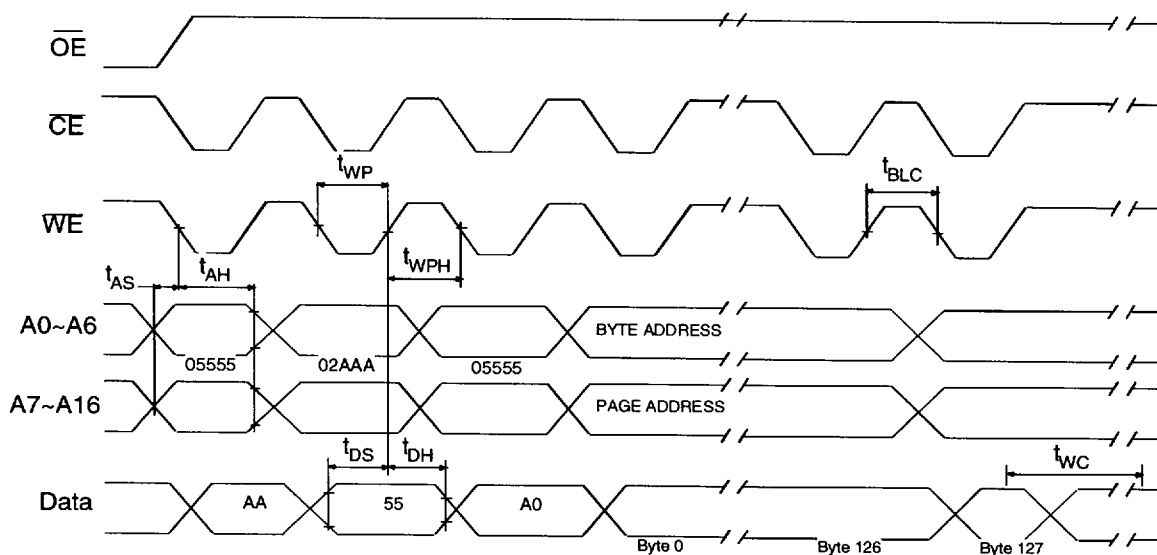 OE
CE
tWP
tBLC
WE
tWPH
tAS
tAH
A0~A6
BYTE ADDRESS
05555
02AAA
05555
A7~A16
PAGE ADDRESS
tDS
tDH
tWC
Data
AA
55
A0
Byte 0
Byte 126
Byte 127